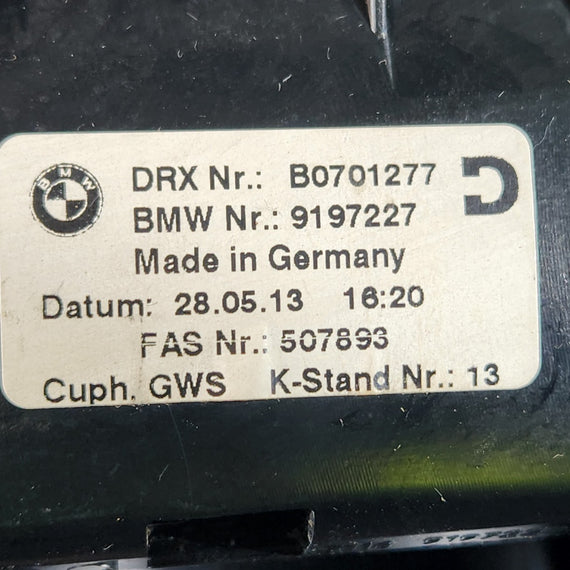 BMW
DRX Nr.: B0701277
BMW Nr.: 9197227
Made in Germany
Datum: 28.05.13 16:20
FAS Nr.: 507893
Cuph. GWS K-Stand Nr.: 13